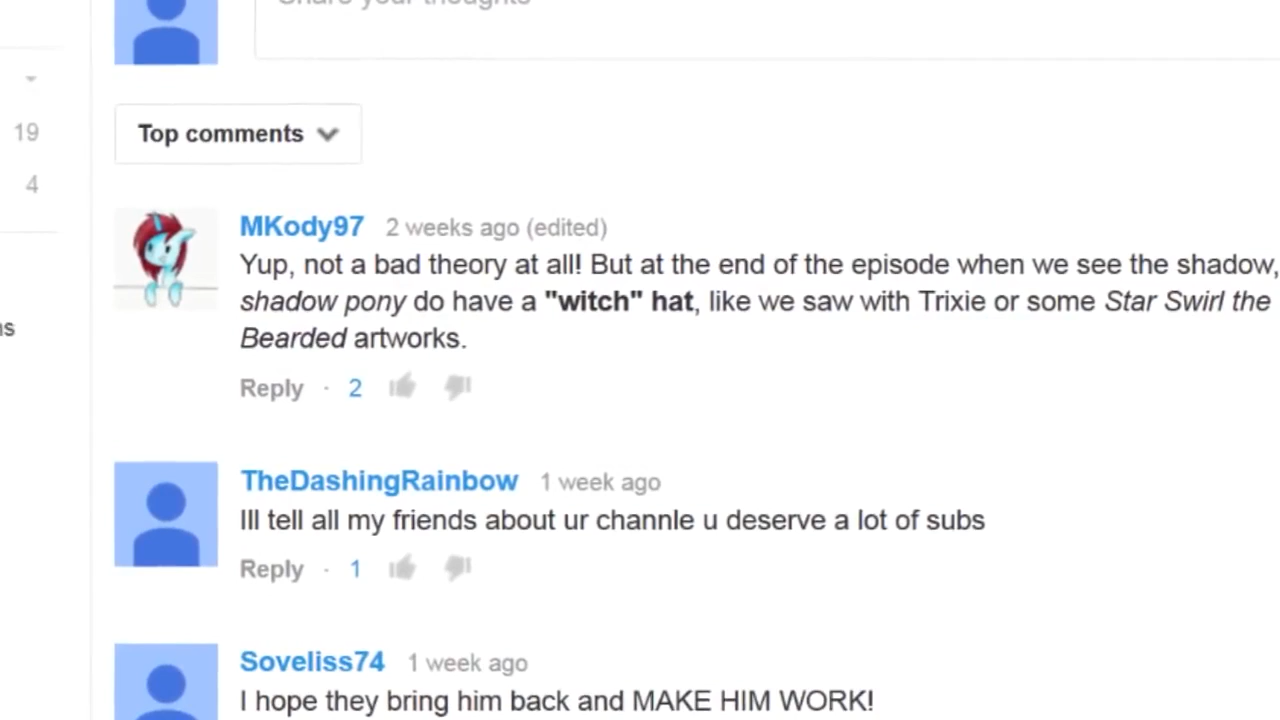 Share your thoughts
19
Top comments
4
MKody97 2 weeks ago (edited)
Yup, not a bad theory at all! But at the end of the episode when we see the shadow,
shadow pony do have a "witch" hat, like we saw with Trixie or some Star Swirl the
ns
Bearded artworks.
Reply · 2
TheDashingRainbow 1 week ago
Ill tell all my friends about ur channle u deserve a lot of subs
Reply · 1
Soveliss74 1 week ago
I hope they bring him back and MAKE HIM WORK!